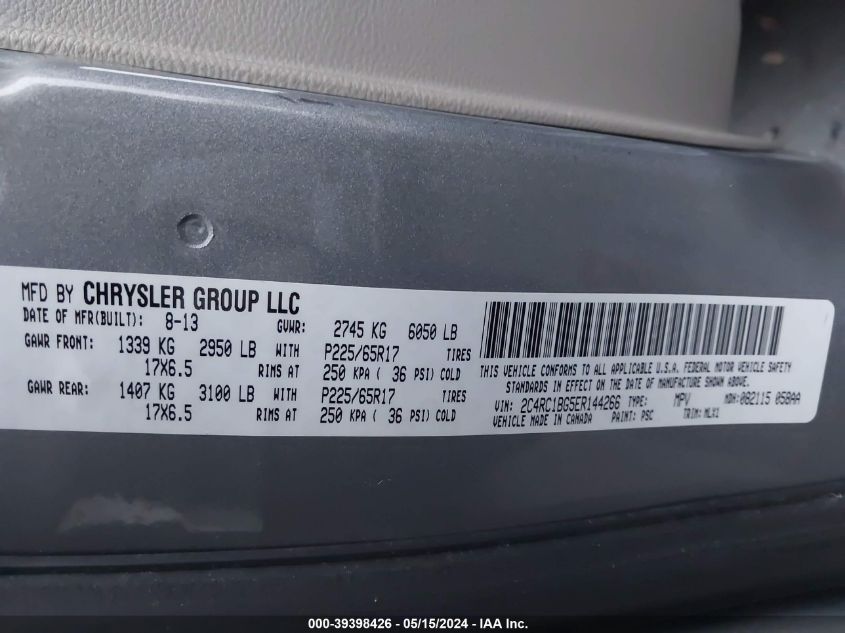 MFD BY CHRYSLER GROUP LLC
DATE OF MFR(BUILT): 8-13 GVWR: 2745 KG 6050 LB
GAWR FRONT: 1339 KG 2950 LB WITH P225/65R17 TIRES
17X6.5 RIMS AT 250 KPA ( 36 PSI) COLD
GAWR REAR: 1407 KG 3100 LB WITH P225/65R17 TIRES
17X6.5 RIMS AT 250 KPA ( 36 PSI) COLD
THIS VEHICLE CONFORMS TO ALL APPLICABLE U.S.A. FEDERAL MOTOR VEHICLE SAFETY
STANDARDS IN EFFECT ON THE DATE OF MANUFACTURE SHOWN ABOVE.
VIN: 2C4RC1BG5ER144266 TYPE: MPV MDH: 082115 058AA
VEHICLE MADE IN CANADA PAINT: PSC TRIM: MLS1
000-39398426 - 05/15/2024 - IAA Inc.